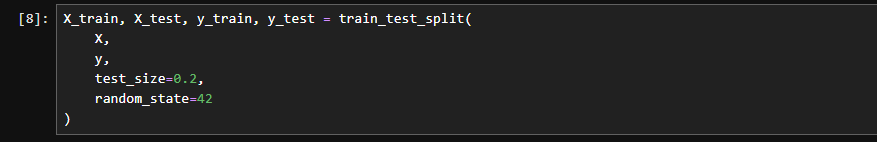 [8]: X_train, X_test, y_train, y_test = train_test_split(
    X,
    y,
    test_size=0.2,
    random_state=42
)